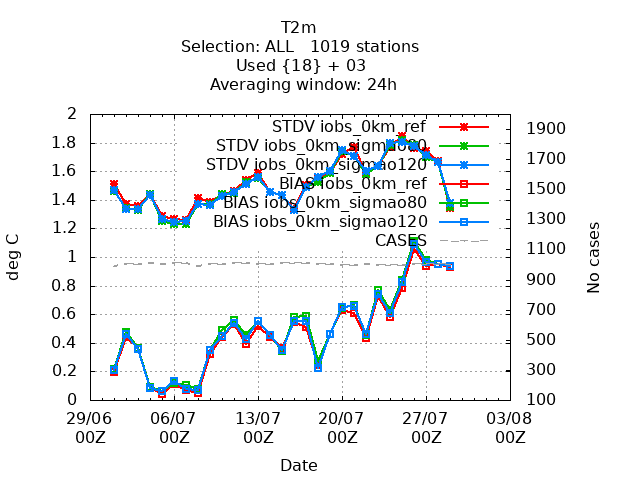 T2m
Selection: ALL   1019 stations
Used {18} + 03
Averaging window: 24h
2
1.8
1.6
1.4
1.2
1
0.8
0.6
0.4
0.2
0
deg C
STDV iobs_0km_ref
STDV iobs_0km_sigmao80
STDV iobs_0km_sigmao120
BIAS iobs_0km_ref
BIAS iobs_0km_sigmao80
BIAS iobs_0km_sigmao120
CASES
1900
1700
1500
1300
1100
900
700
500
300
100
No cases
29/06 06/07 13/07 20/07 27/07 03/08
00Z 00Z 00Z 00Z 00Z 00Z
Date